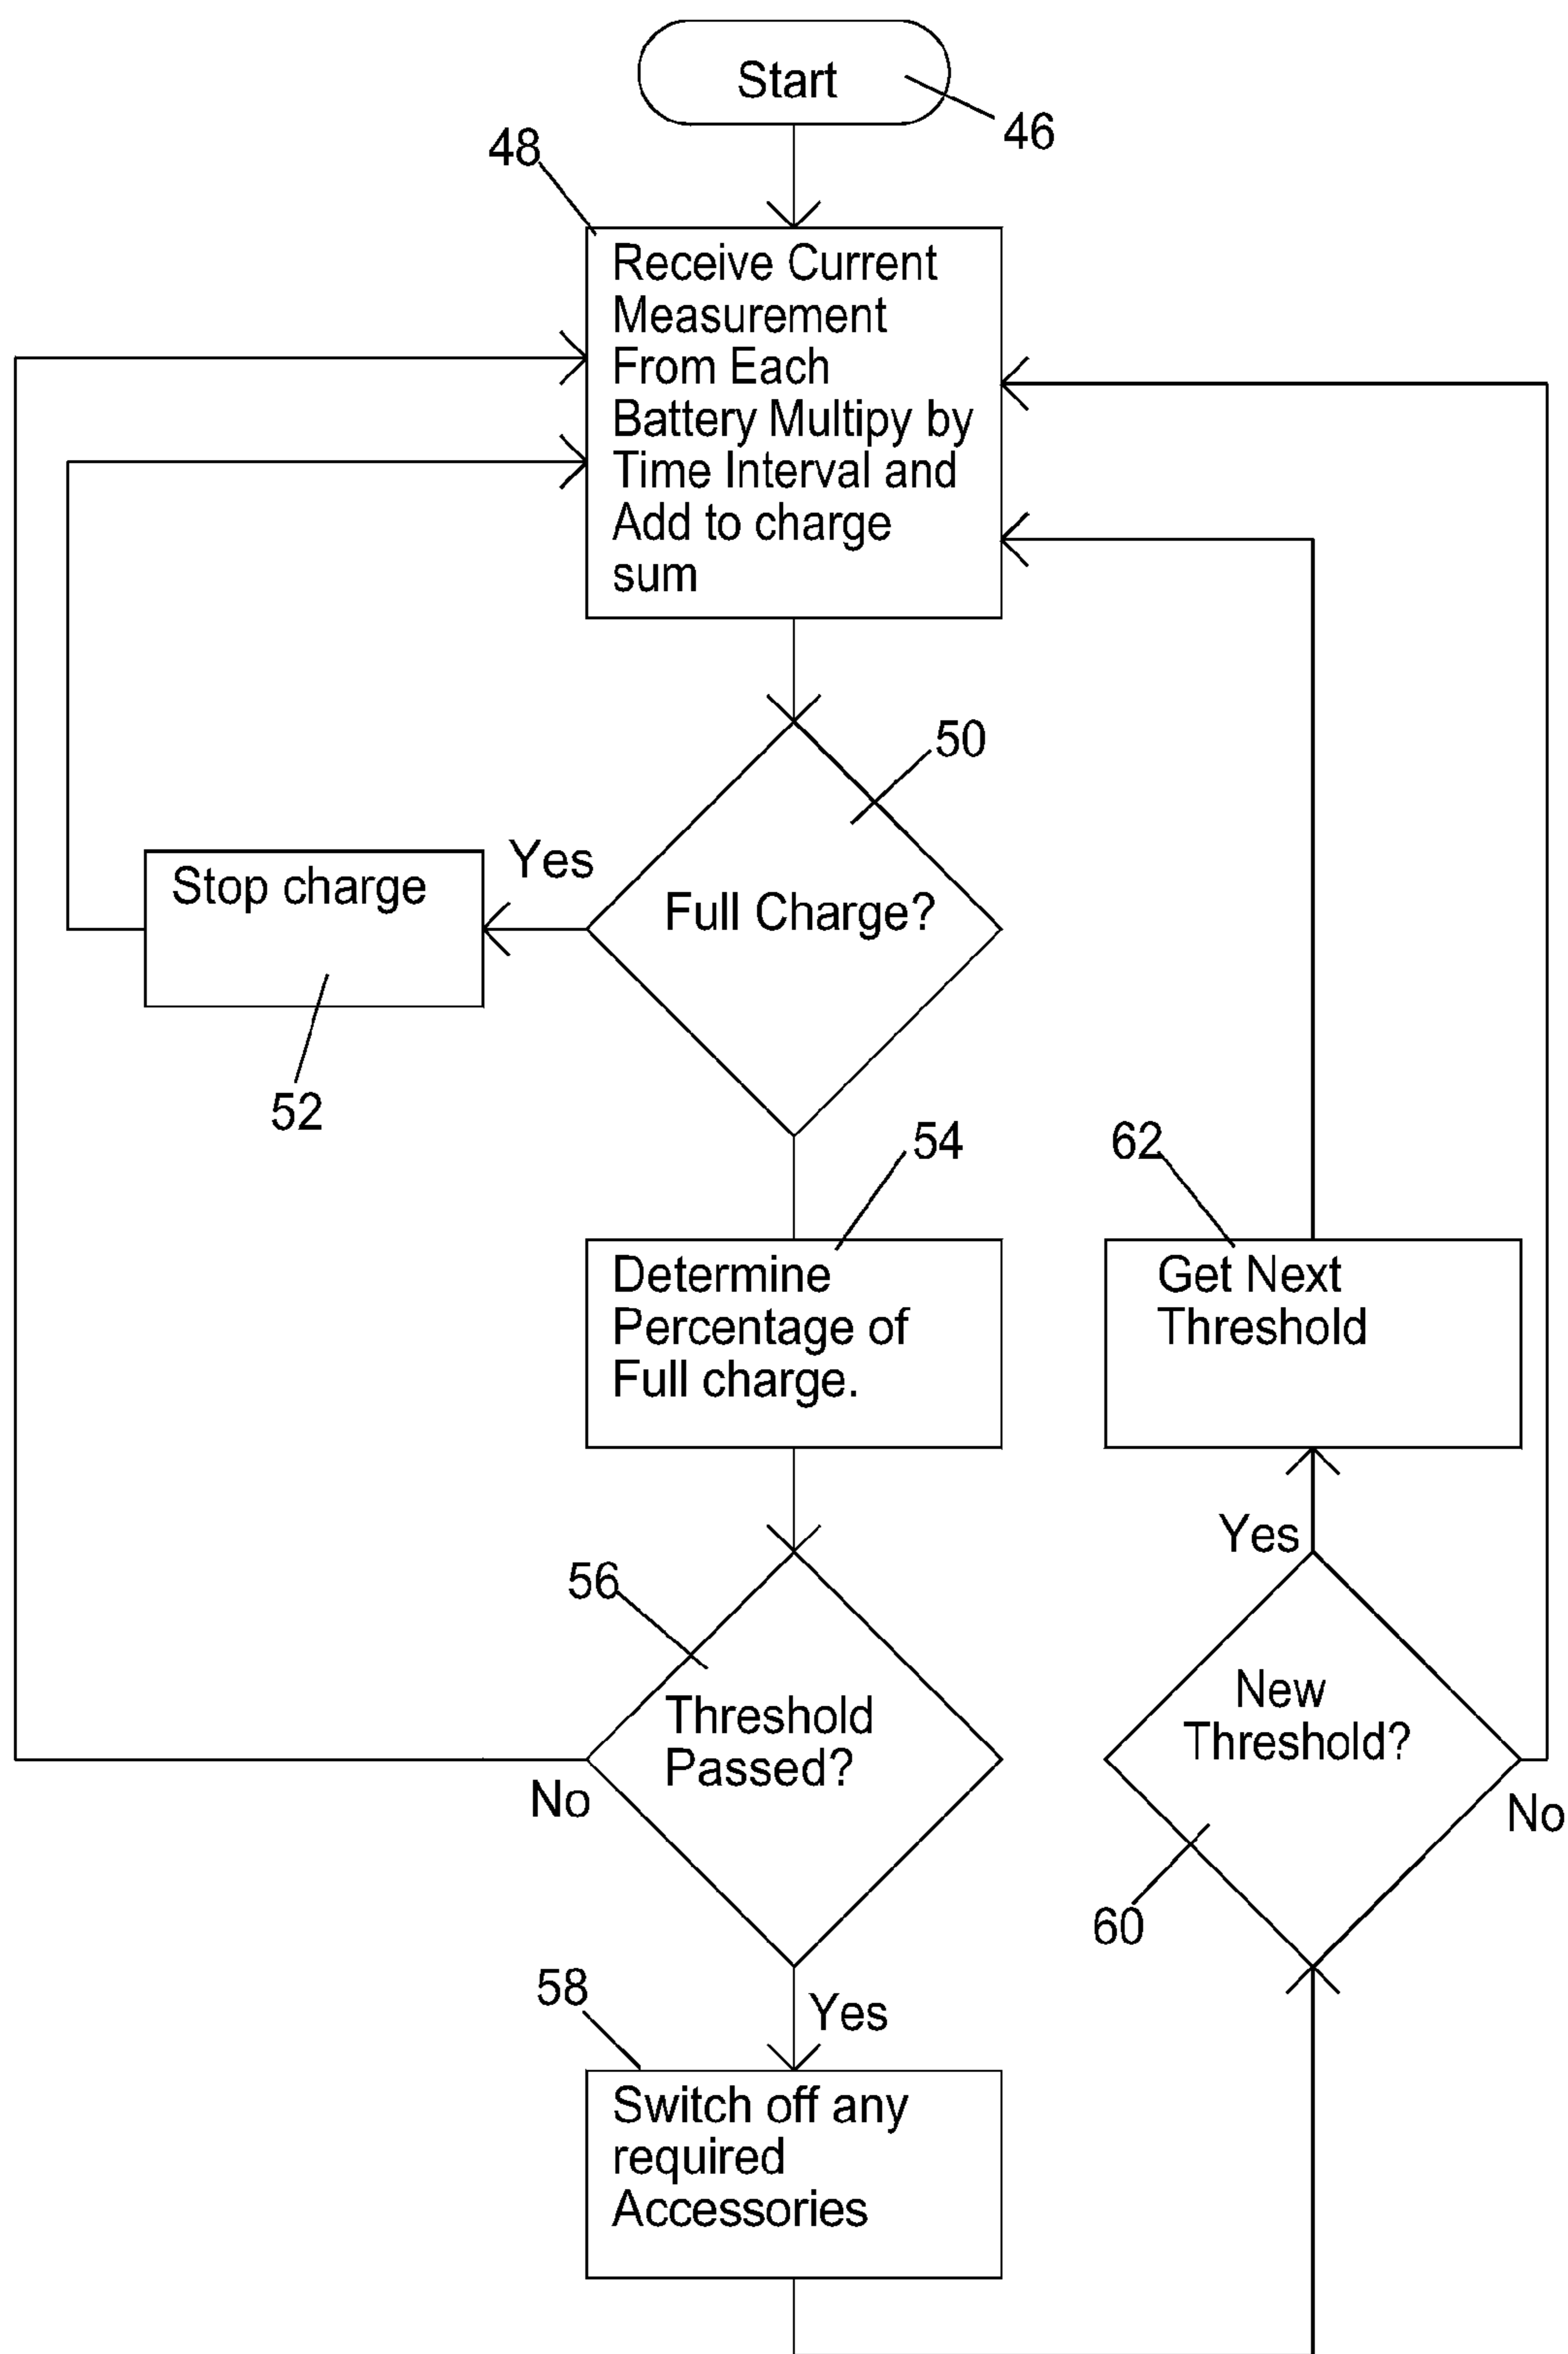 Start
46
48
Receive Current
Measurement
From Each
Battery Multipy by
Time Interval and
Add to charge
sum
50
Yes
Full Charge?
Stop charge
52
54
62
Determine
Percentage of
Full charge.
Get Next
Threshold
Yes
56
New
Threshold?
Threshold
Passed?
No
No
60
58
Yes
Switch off any
required
Accessories